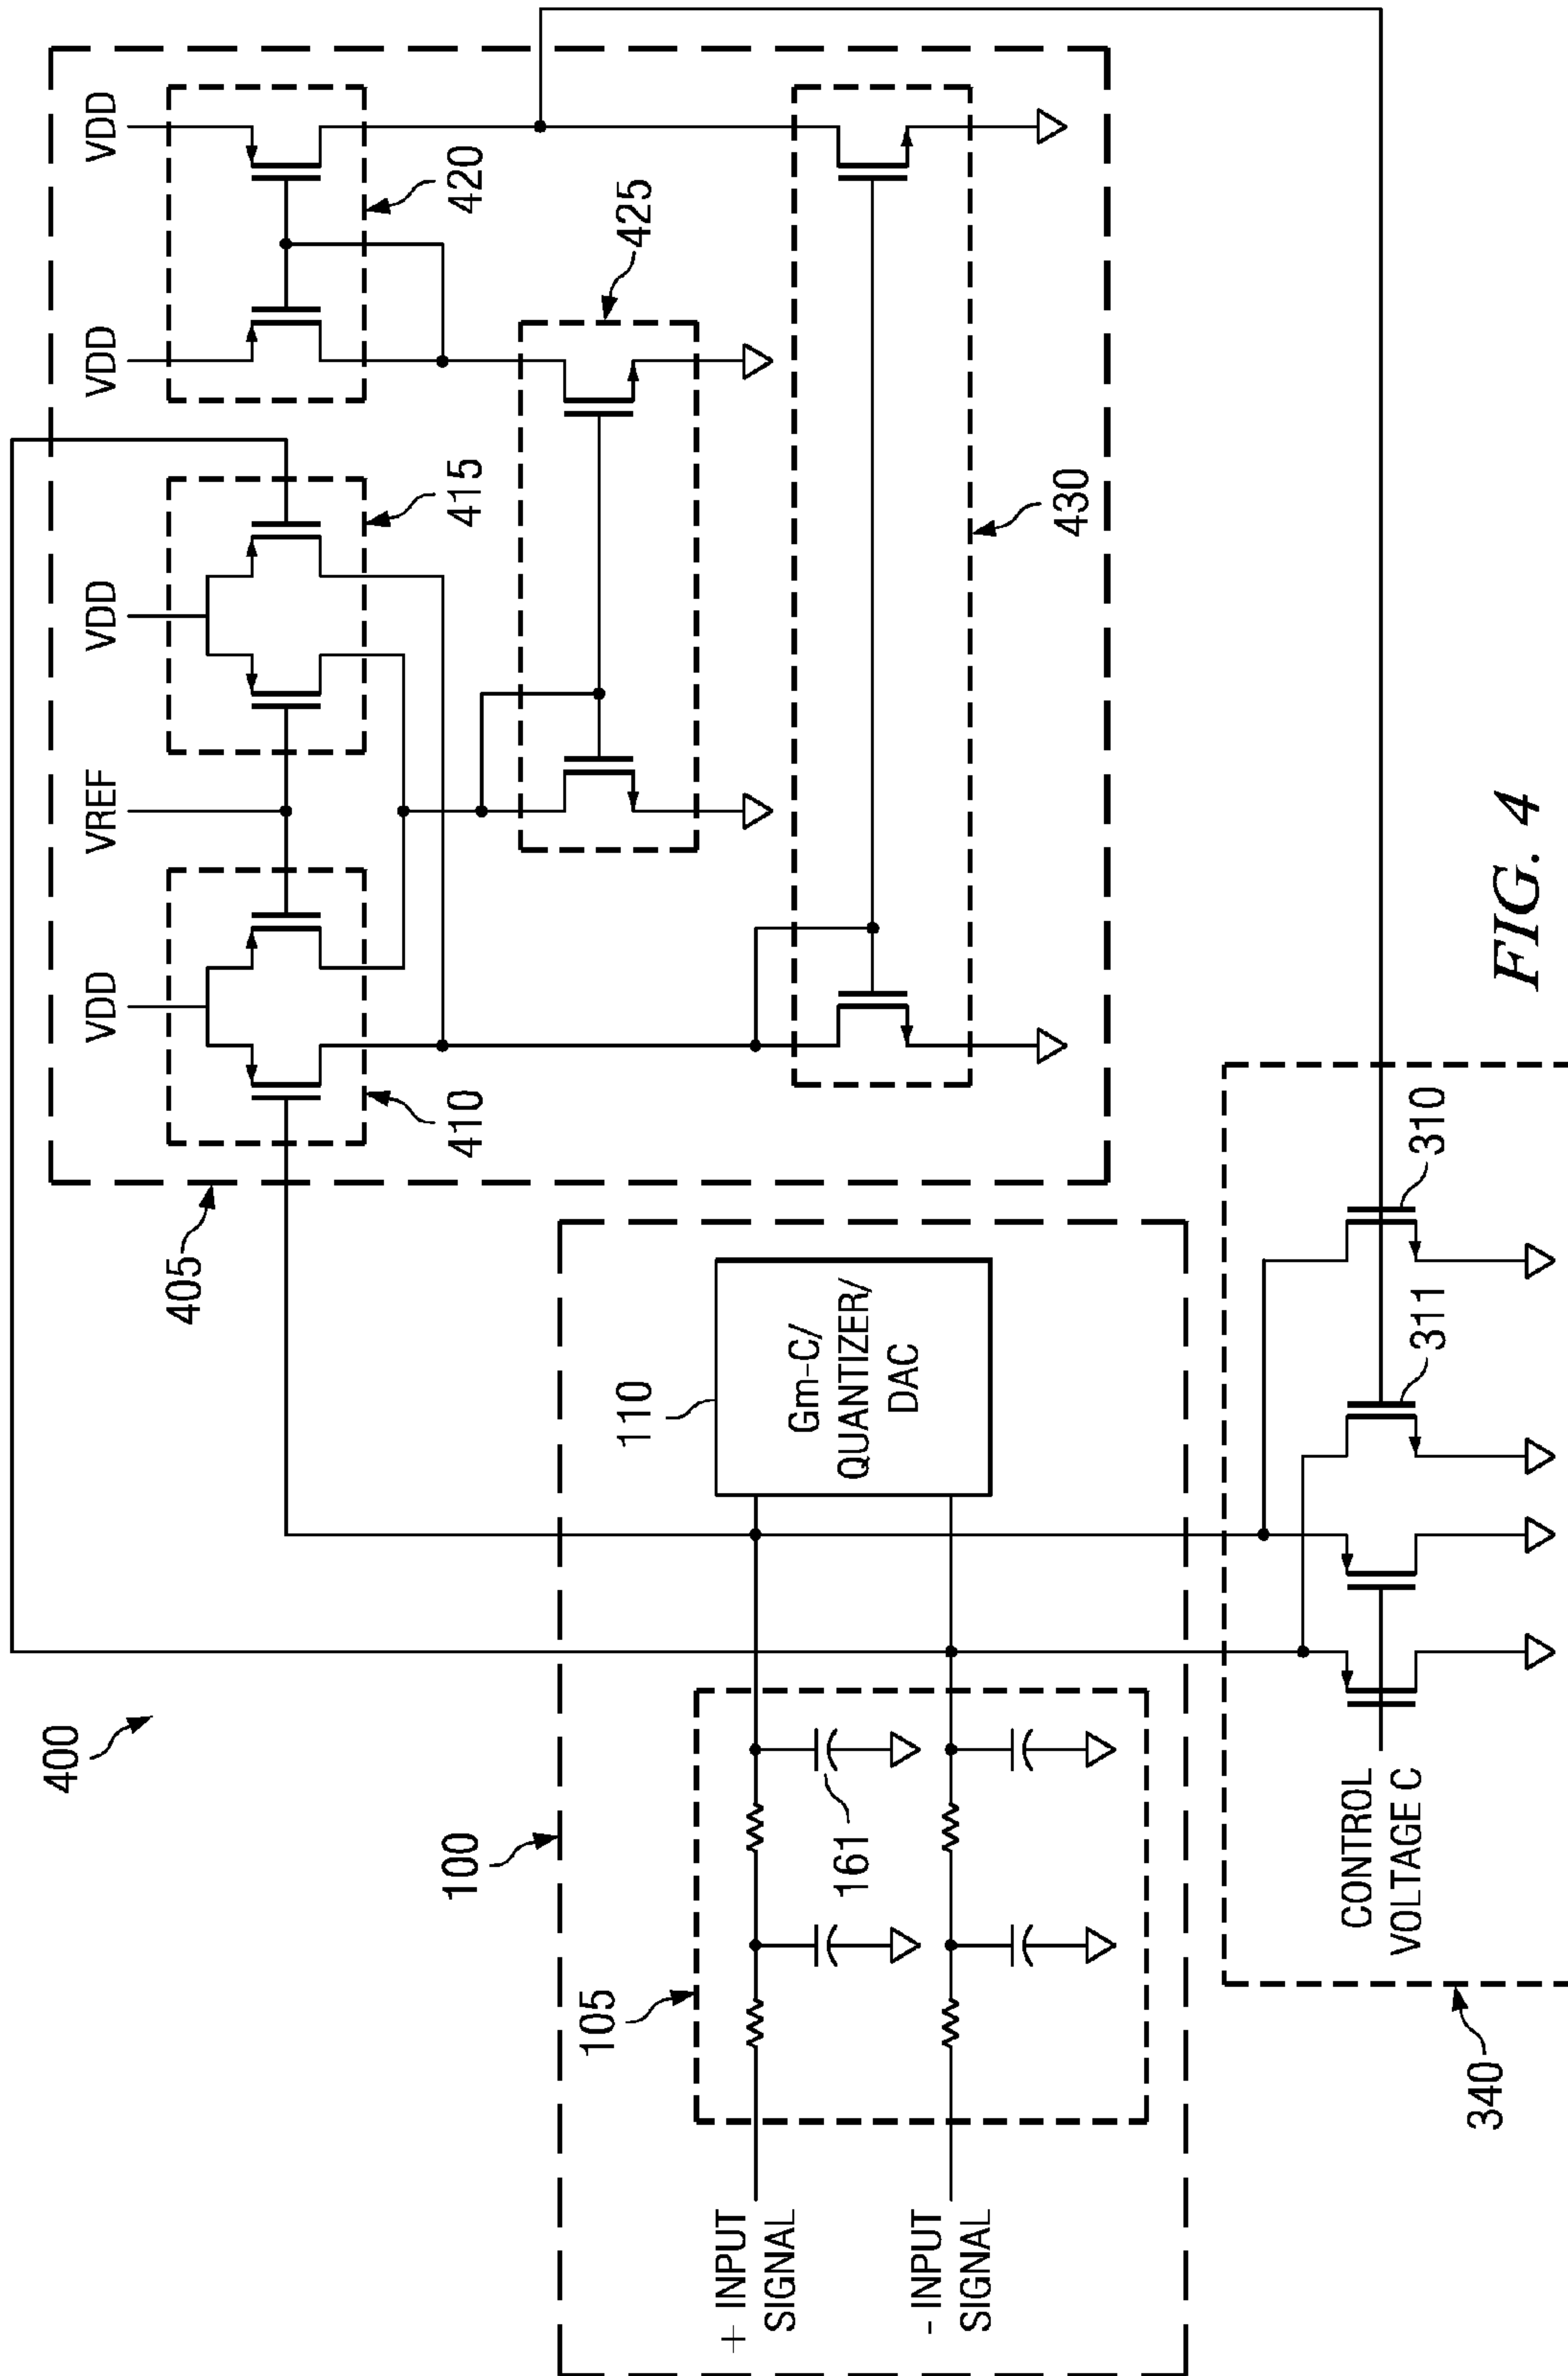 400
405
VDD
VREF
VDD
VDD
VDD
410
415
420
425
430
100
105
161
110
Gm-C/
QUANTIZER/
DAC
+ INPUT
SIGNAL
- INPUT
SIGNAL
CONTROL
VOLTAGE C
311
310
340
FIG. 4